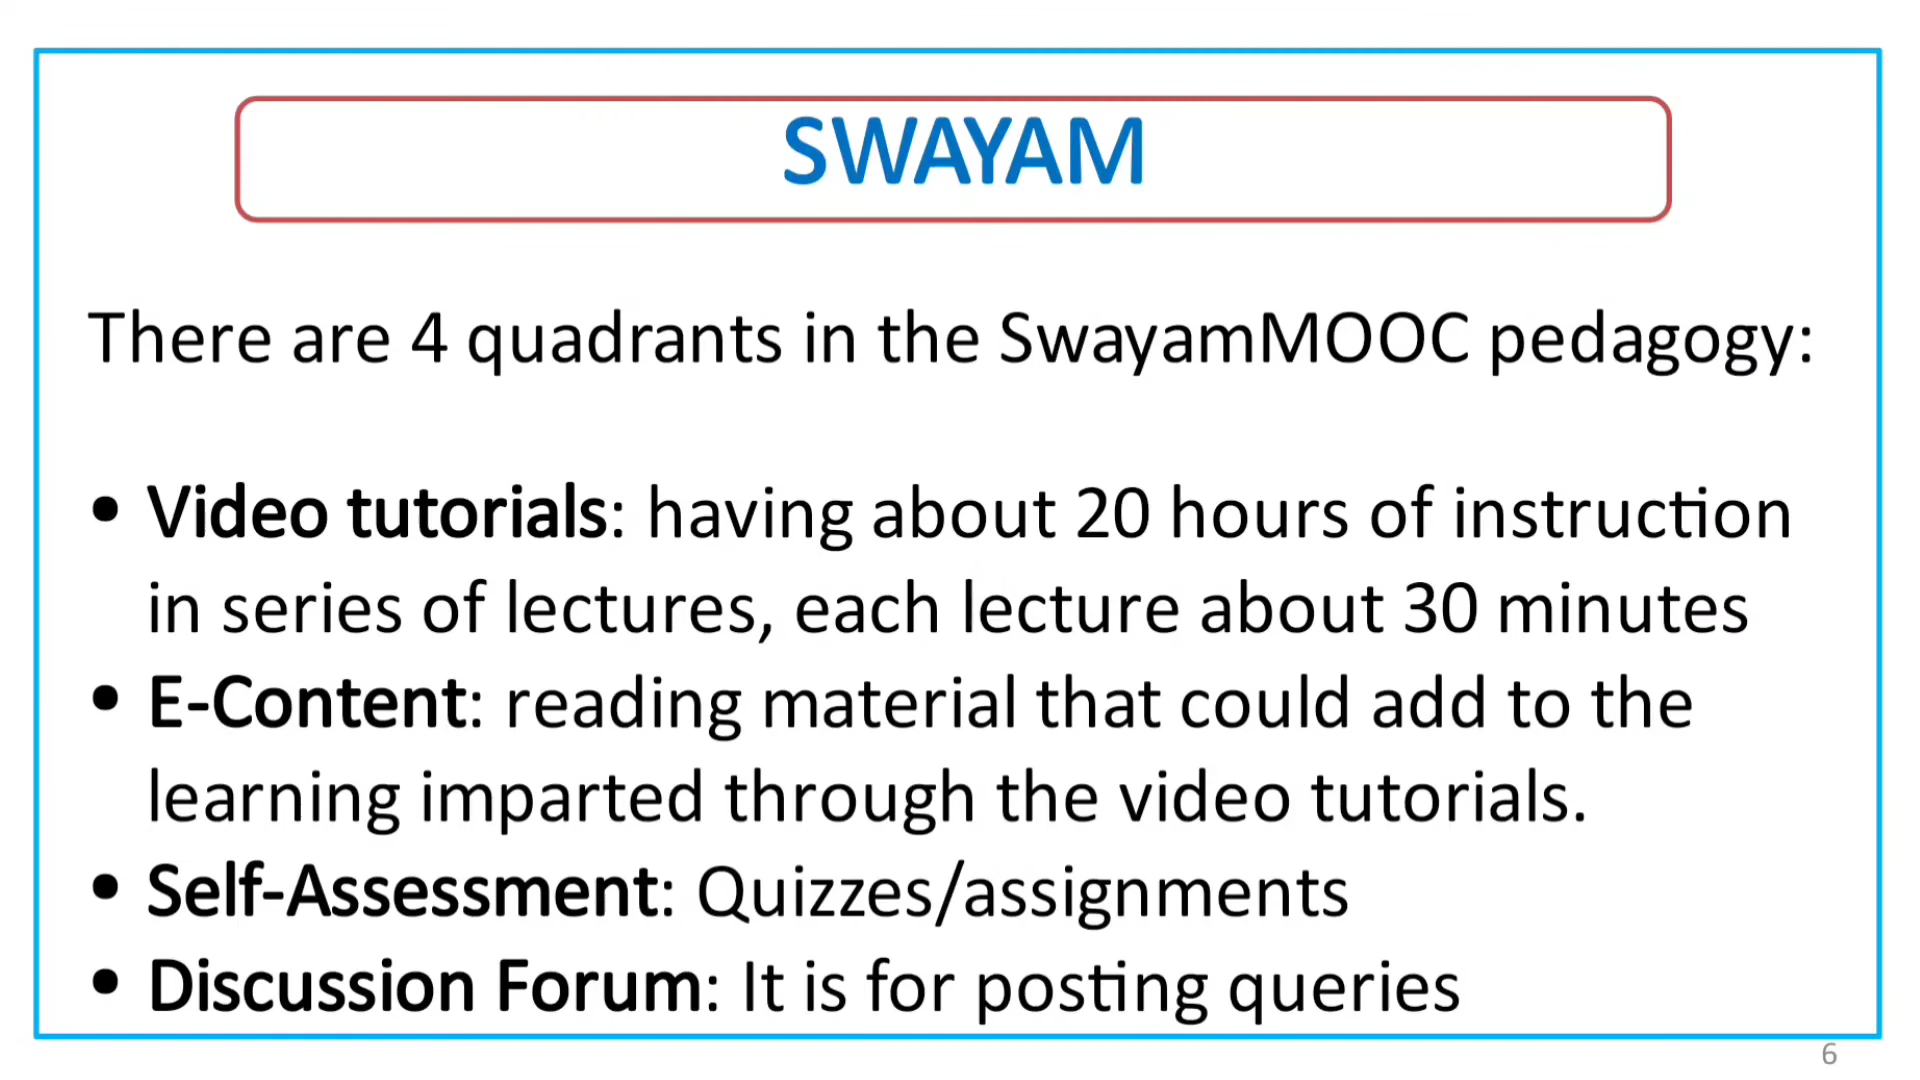 SWAYAM
There are 4 quadrants in the SwayamMOOC pedagogy:
• Video tutorials: having about 20 hours of instruction
in series of lectures, each lecture about 30 minutes
• E-Content: reading material that could add to the
learning imparted through the video tutorials.
• Self-Assessment: Quizzes/assignments
• Discussion Forum: It is for posting queries
6